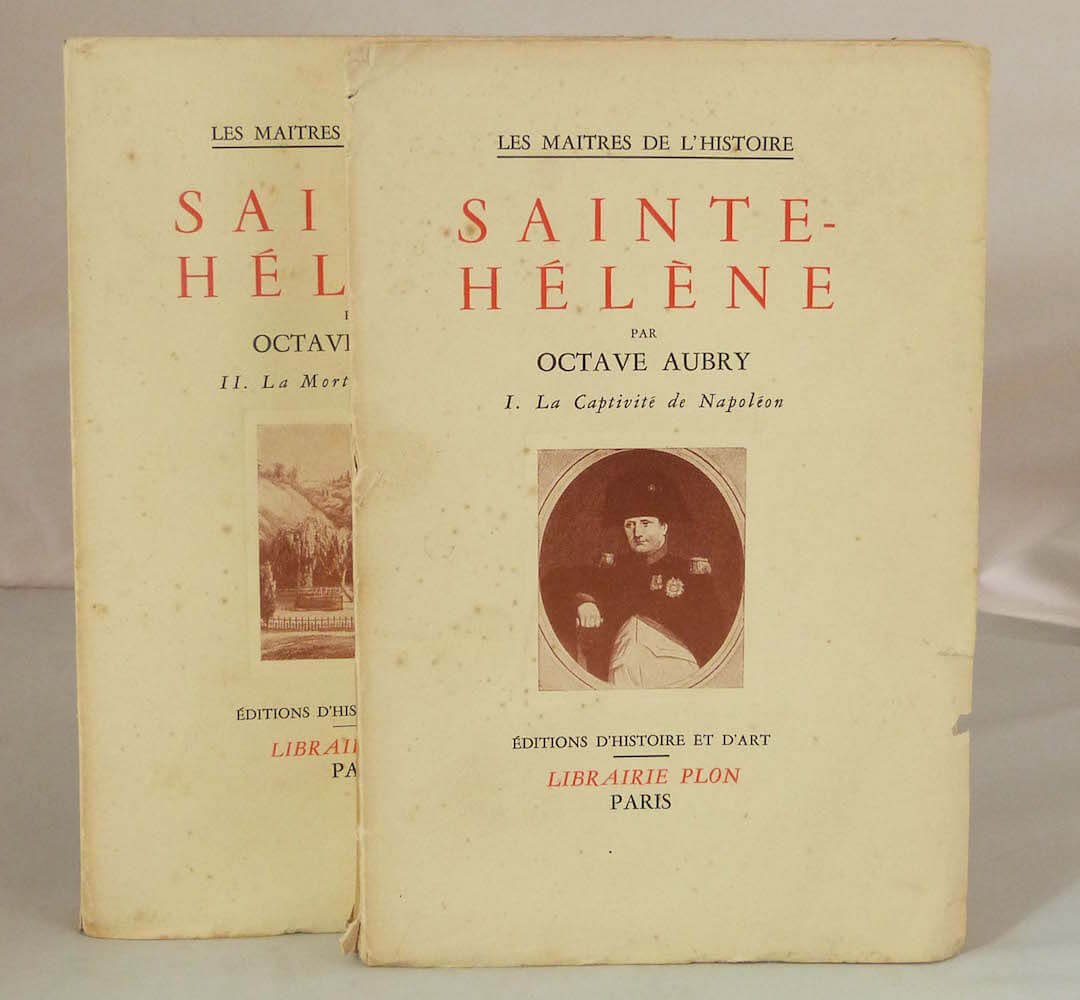 LES MAITRES
SAI
HÉL
OCTAV
II. La Mort
ÉDITIONS D'HIS
LIBRAI
PA
LES MAITRES DE L'HISTOIRE
SAINTE-
HÉLÈNE
PAR
OCTAVE AUBRY
I. La Captivité de Napoléon
ÉDITIONS D'HISTOIRE ET D'ART
LIBRAIRIE PLON
PARIS